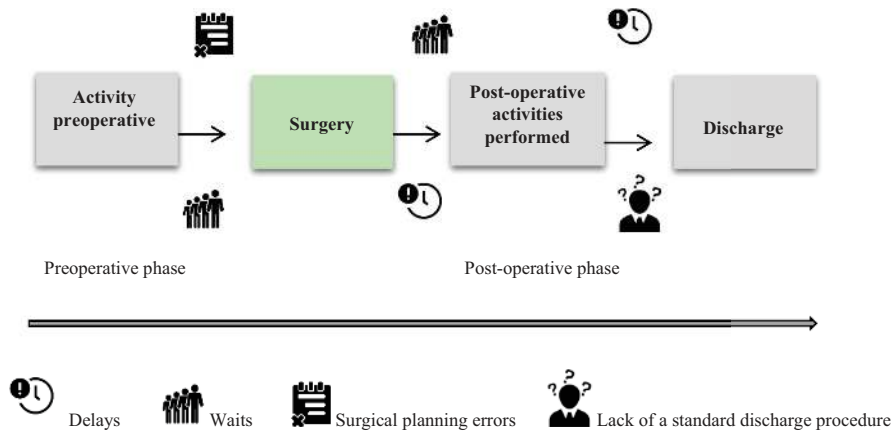 Activity
preoperative
Surgery
Post-operative
activities
performed
Discharge
Preoperative phase
Post-operative phase
Delays
Waits
Surgical planning errors
Lack of a standard discharge procedure